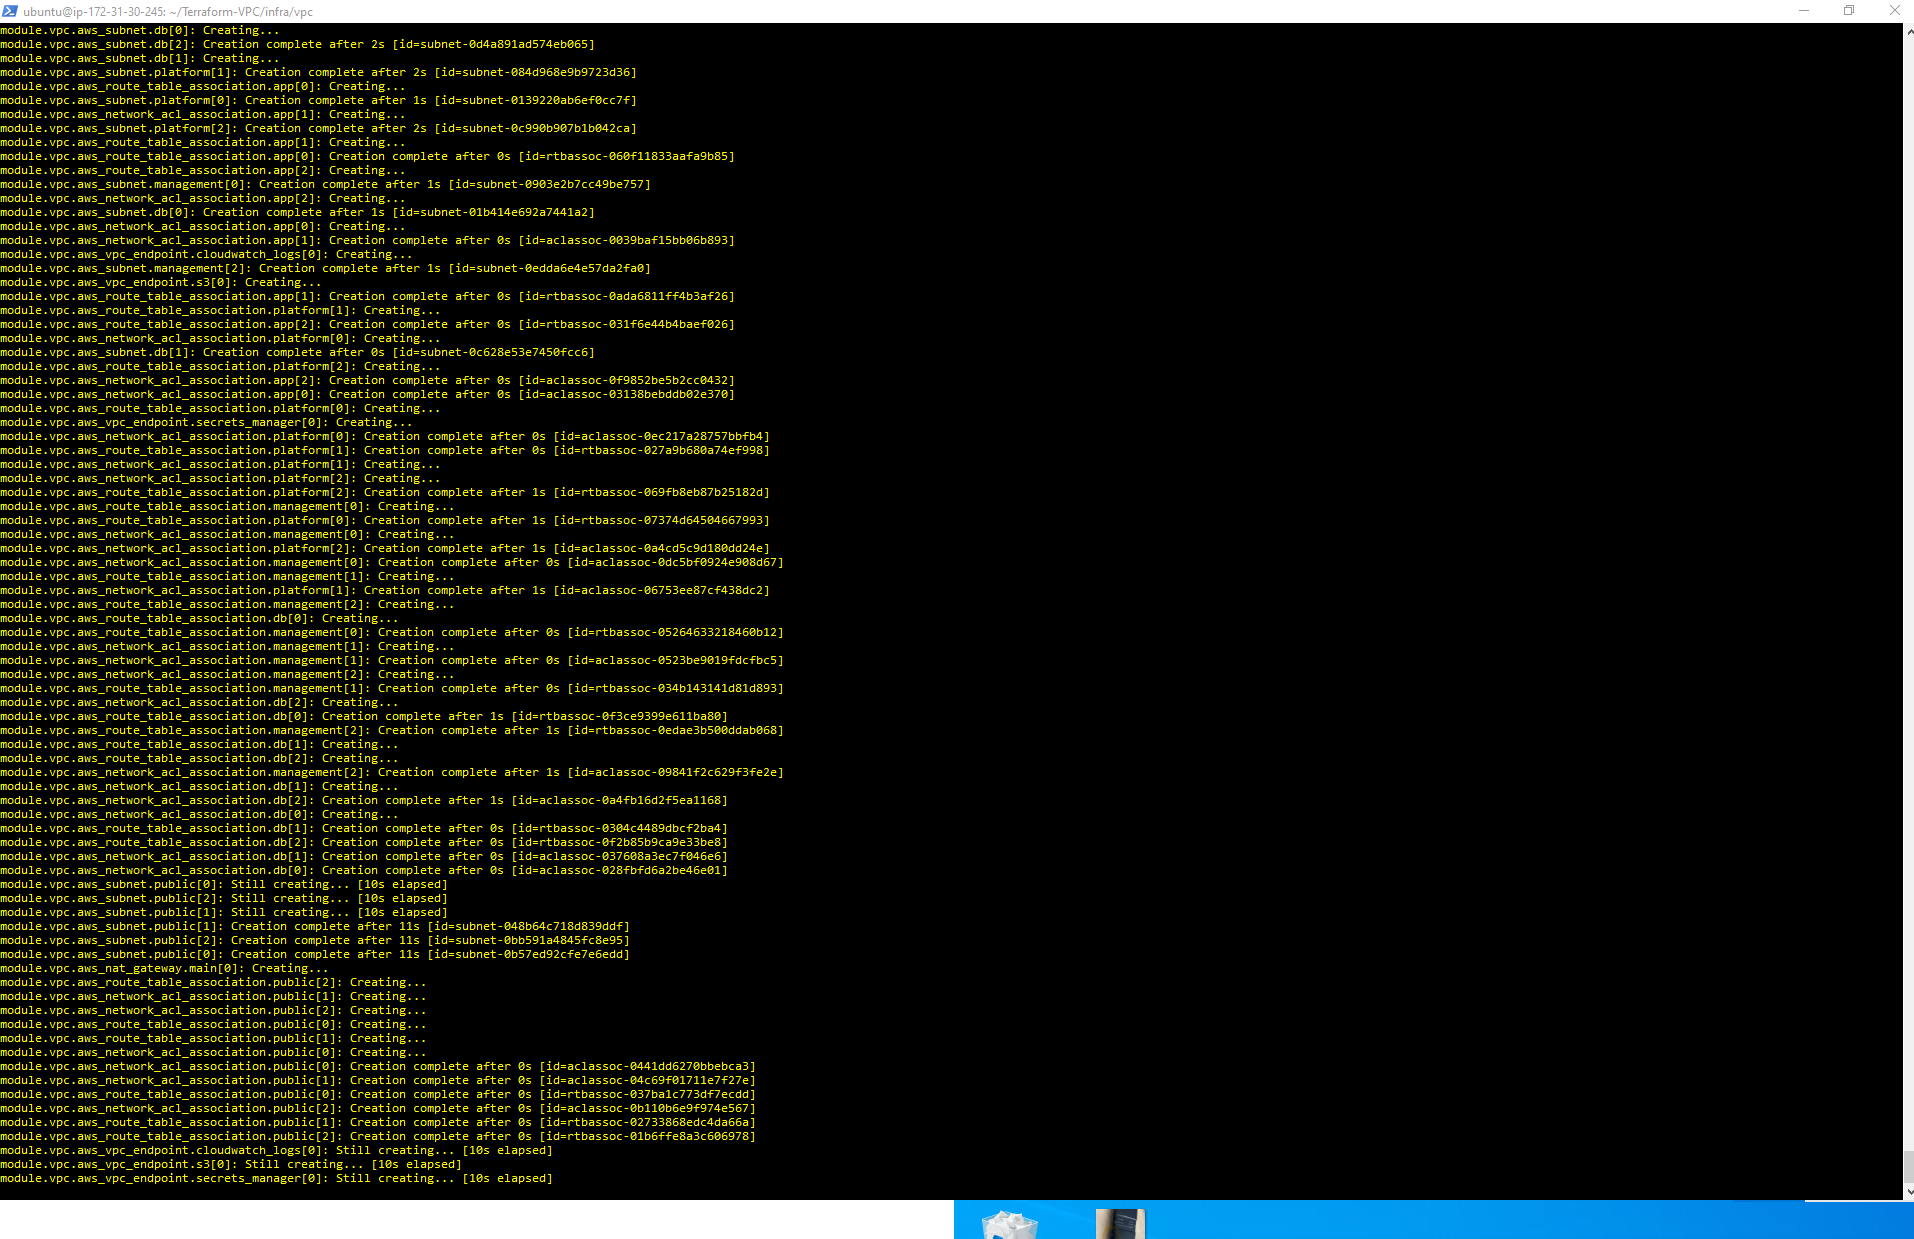 ubuntu@ip-172-31-30-245: ~/Terraform-VPC/infra/vpc
module.vpc.aws_subnet.db[0]: Creating...
module.vpc.aws_subnet.db[2]: Creation complete after 2s [id=subnet-0d4a891ad574eb065]
module.vpc.aws_subnet.db[1]: Creating...
module.vpc.aws_subnet.platform[1]: Creation complete after 2s [id=subnet-084d968e9b9723d36]
module.vpc.aws_route_table_association.app[0]: Creating...
module.vpc.aws_subnet.platform[0]: Creation complete after 1s [id=subnet-0139220ab6ef0cc7f]
module.vpc.aws_network_acl_association.app[1]: Creating...
module.vpc.aws_subnet.platform[2]: Creation complete after 2s [id=subnet-0c990b907b1b042ca]
module.vpc.aws_route_table_association.app[1]: Creating...
module.vpc.aws_route_table_association.app[0]: Creation complete after 0s [id=rtbassoc-060f11833aafa9b85]
module.vpc.aws_route_table_association.app[2]: Creating...
module.vpc.aws_subnet.management[0]: Creation complete after 1s [id=subnet-0903e2b7cc49be757]
module.vpc.aws_network_acl_association.app[2]: Creating...
module.vpc.aws_subnet.db[0]: Creation complete after 1s [id=subnet-01b414e692a7441a2]
module.vpc.aws_network_acl_association.app[0]: Creating...
module.vpc.aws_network_acl_association.app[1]: Creation complete after 0s [id=aclassoc-0039baf15bb06b893]
module.vpc.aws_vpc_endpoint.cloudwatch_logs[0]: Creating...
module.vpc.aws_subnet.management[2]: Creation complete after 1s [id=subnet-0edda6e4e57da2fa0]
module.vpc.aws_vpc_endpoint.s3[0]: Creating...
module.vpc.aws_route_table_association.app[1]: Creation complete after 0s [id=rtbassoc-0ada6811ff4b3af26]
module.vpc.aws_route_table_association.platform[1]: Creating...
module.vpc.aws_route_table_association.app[2]: Creation complete after 0s [id=rtbassoc-031f6e44b4baef026]
module.vpc.aws_network_acl_association.platform[0]: Creating...
module.vpc.aws_subnet.db[1]: Creation complete after 0s [id=subnet-0c628e53e7450fcc6]
module.vpc.aws_route_table_association.platform[2]: Creating...
module.vpc.aws_network_acl_association.app[2]: Creation complete after 0s [id=aclassoc-0f9852be5b2cc0432]
module.vpc.aws_network_acl_association.app[0]: Creation complete after 0s [id=aclassoc-03138bebddb02e370]
module.vpc.aws_route_table_association.platform[0]: Creating...
module.vpc.aws_vpc_endpoint.secrets_manager[0]: Creating...
module.vpc.aws_network_acl_association.platform[0]: Creation complete after 0s [id=aclassoc-0ec217a28757bbfb4]
module.vpc.aws_route_table_association.platform[1]: Creation complete after 0s [id=rtbassoc-027a9b680a74ef998]
module.vpc.aws_network_acl_association.platform[1]: Creating...
module.vpc.aws_network_acl_association.platform[2]: Creating...
module.vpc.aws_route_table_association.platform[2]: Creation complete after 1s [id=rtbassoc-069fb8eb87b25182d]
module.vpc.aws_route_table_association.management[0]: Creating...
module.vpc.aws_route_table_association.platform[0]: Creation complete after 1s [id=rtbassoc-07374d64504667993]
module.vpc.aws_network_acl_association.management[0]: Creating...
module.vpc.aws_network_acl_association.platform[2]: Creation complete after 1s [id=aclassoc-0a4cd5c9d180dd24e]
module.vpc.aws_network_acl_association.management[0]: Creation complete after 0s [id=aclassoc-0dc5bf0924e908d67]
module.vpc.aws_route_table_association.management[1]: Creating...
module.vpc.aws_network_acl_association.platform[1]: Creation complete after 1s [id=aclassoc-06753ee87cf438dc2]
module.vpc.aws_route_table_association.management[2]: Creating...
module.vpc.aws_route_table_association.db[0]: Creating...
module.vpc.aws_route_table_association.management[0]: Creation complete after 0s [id=rtbassoc-05264633218460b12]
module.vpc.aws_network_acl_association.management[1]: Creating...
module.vpc.aws_network_acl_association.management[1]: Creation complete after 0s [id=aclassoc-0523be9019fdcfbc5]
module.vpc.aws_network_acl_association.management[2]: Creating...
module.vpc.aws_route_table_association.management[1]: Creation complete after 0s [id=rtbassoc-034b143141d81d893]
module.vpc.aws_network_acl_association.db[2]: Creating...
module.vpc.aws_route_table_association.db[0]: Creation complete after 1s [id=rtbassoc-0f3ce9399e611ba80]
module.vpc.aws_route_table_association.management[2]: Creation complete after 1s [id=rtbassoc-0edae3b500ddab068]
module.vpc.aws_route_table_association.db[1]: Creating...
module.vpc.aws_route_table_association.db[2]: Creating...
module.vpc.aws_network_acl_association.management[2]: Creation complete after 1s [id=aclassoc-09841f2c629f3fe2e]
module.vpc.aws_network_acl_association.db[1]: Creating...
module.vpc.aws_network_acl_association.db[2]: Creation complete after 1s [id=aclassoc-0a4fb16d2f5ea1168]
module.vpc.aws_network_acl_association.db[0]: Creating...
module.vpc.aws_route_table_association.db[1]: Creation complete after 0s [id=rtbassoc-0304c4489dbcf2ba4]
module.vpc.aws_route_table_association.db[2]: Creation complete after 0s [id=rtbassoc-0f2b85b9ca9e33be8]
module.vpc.aws_network_acl_association.db[1]: Creation complete after 0s [id=aclassoc-037608a3ec7f046e6]
module.vpc.aws_network_acl_association.db[0]: Creation complete after 0s [id=aclassoc-028fbfd6a2be46e01]
module.vpc.aws_subnet.public[0]: Still creating... [10s elapsed]
module.vpc.aws_subnet.public[2]: Still creating... [10s elapsed]
module.vpc.aws_subnet.public[1]: Still creating... [10s elapsed]
module.vpc.aws_subnet.public[1]: Creation complete after 11s [id=subnet-048b64c718d839ddf]
module.vpc.aws_subnet.public[2]: Creation complete after 11s [id=subnet-0bb591a4845fc8e95]
module.vpc.aws_subnet.public[0]: Creation complete after 11s [id=subnet-0b57ed92cfe7e6edd]
module.vpc.aws_nat_gateway.main[0]: Creating...
module.vpc.aws_route_table_association.public[2]: Creating...
module.vpc.aws_network_acl_association.public[1]: Creating...
module.vpc.aws_network_acl_association.public[2]: Creating...
module.vpc.aws_route_table_association.public[0]: Creating...
module.vpc.aws_route_table_association.public[1]: Creating...
module.vpc.aws_network_acl_association.public[0]: Creating...
module.vpc.aws_network_acl_association.public[0]: Creation complete after 0s [id=aclassoc-0441dd6270bbebca3]
module.vpc.aws_network_acl_association.public[1]: Creation complete after 0s [id=aclassoc-04c69f01711e7f27e]
module.vpc.aws_route_table_association.public[0]: Creation complete after 0s [id=rtbassoc-037ba1c773df7ecdd]
module.vpc.aws_network_acl_association.public[2]: Creation complete after 0s [id=aclassoc-0b110b6e9f974e567]
module.vpc.aws_route_table_association.public[1]: Creation complete after 0s [id=rtbassoc-02733868edc4da66a]
module.vpc.aws_route_table_association.public[2]: Creation complete after 0s [id=rtbassoc-01b6ffe8a3c606978]
module.vpc.aws_vpc_endpoint.cloudwatch_logs[0]: Still creating... [10s elapsed]
module.vpc.aws_vpc_endpoint.s3[0]: Still creating... [10s elapsed]
module.vpc.aws_vpc_endpoint.secrets_manager[0]: Still creating... [10s elapsed]